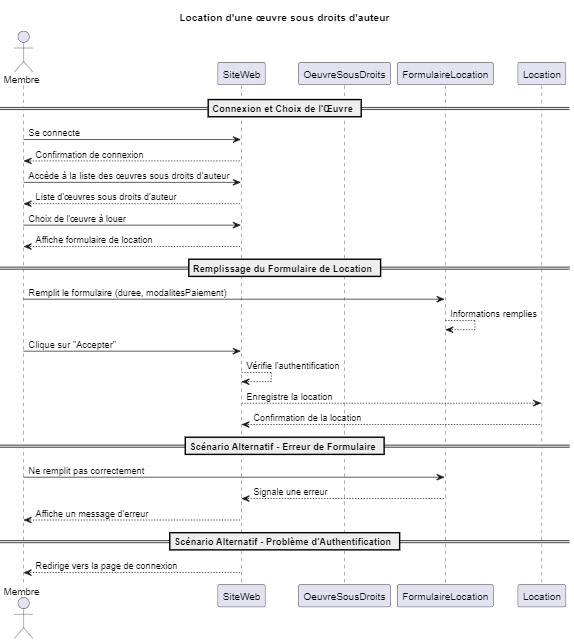 Location d'une œuvre sous droits d'auteur
Membre
SiteWeb
OeuvreSousDroits
FormulaireLocation
Location
Connexion et Choix de l'Œuvre
Se connecte
Confirmation de connexion
Accède à la liste des œuvres sous droits d'auteur
Liste d'œuvres sous droits d'auteur
Choix de l'œuvre à louer
Affiche formulaire de location
Remplissage du Formulaire de Location
Remplit le formulaire (duree, modalitesPaiement)
Informations remplies
Clique sur "Accepter"
Vérifie l'authentification
Enregistre la location
Confirmation de la location
Scénario Alternatif - Erreur de Formulaire
Ne remplit pas correctement
Signale une erreur
Affiche un message d'erreur
Scénario Alternatif - Problème d'Authentification
Redirige vers la page de connexion
Membre
SiteWeb
OeuvreSousDroits
FormulaireLocation
Location